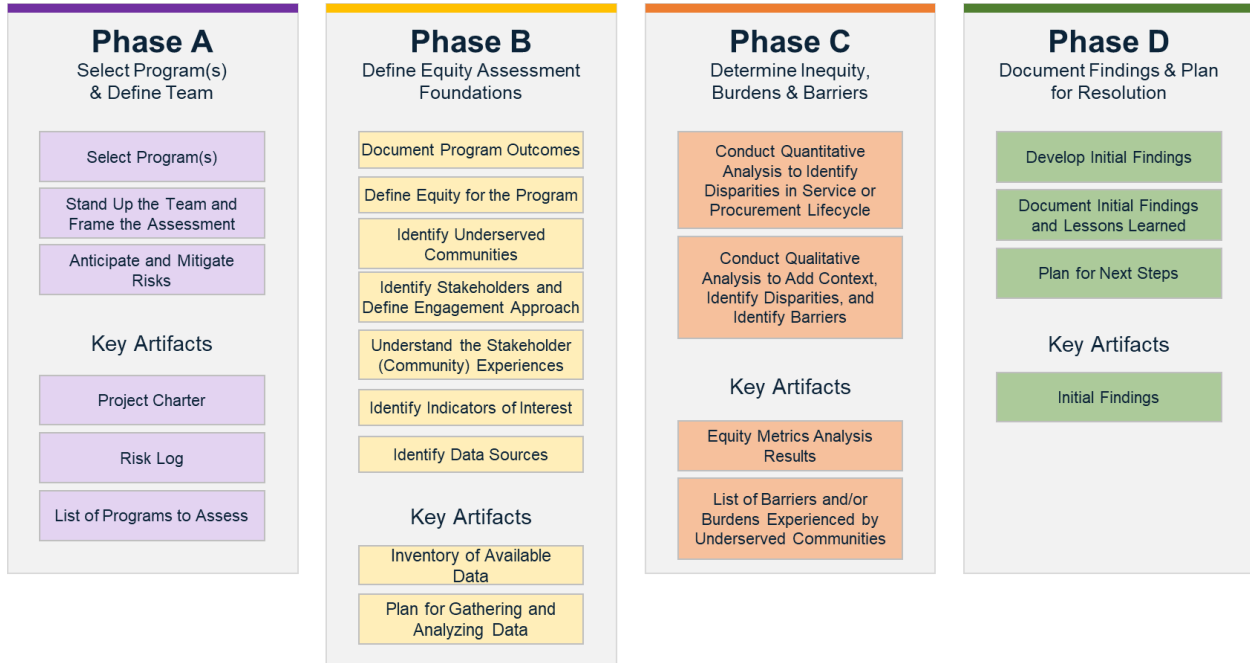 Phase A
Select Program(s)
& Define Team
Select Program(s)
Stand Up the Team and
Frame the Assessment
Anticipate and Mitigate
Risks
Key Artifacts
Project Charter
Risk Log
List of Programs to Assess
Phase B
Define Equity Assessment
Foundations
Document Program Outcomes
Define Equity for the Program
Identify Underserved
Communities
Identify Stakeholders and
Define Engagement Approach
Understand the Stakeholder
(Community) Experiences
Identify Indicators of Interest
Identify Data Sources
Key Artifacts
Inventory of Available
Data
Plan for Gathering and
Analyzing Data
Phase C
Determine Inequity,
Burdens & Barriers
Conduct Quantitative
Analysis to Identify
Disparities in Service or
Procurement Lifecycle
Conduct Qualitative
Analysis to Add Context,
Identify Disparities, and
Identify Barriers
Key Artifacts
Equity Metrics Analysis
Results
List of Barriers and/or
Burdens Experienced by
Underserved Communities
Phase D
Document Findings & Plan
for Resolution
Develop Initial Findings
Document Initial Findings
and Lessons Learned
Plan for Next Steps
Key Artifacts
Initial Findings